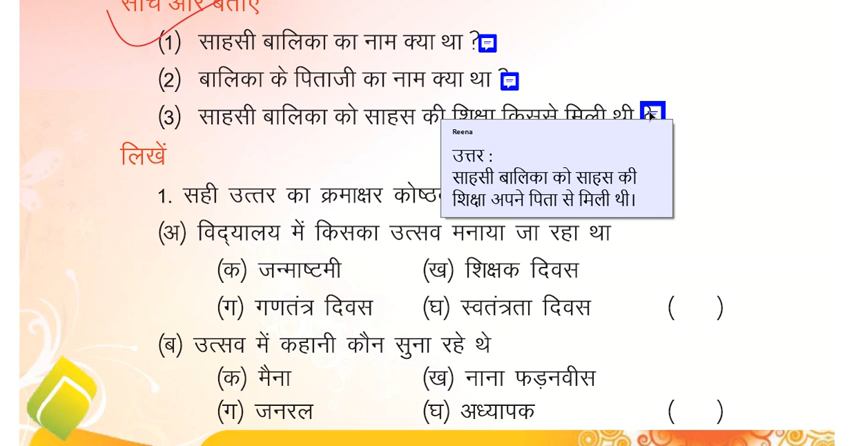 सोचें और बताएँ
(1) साहसी बालिका का नाम क्या था ?
(2) बालिका के पिताजी का नाम क्या था ?
(3) साहसी बालिका को साहस की शिक्षा किससे मिली थी
Reena
उत्तर :
साहसी बालिका को साहस की
शिक्षा अपने पिता से मिली थी।
लिखें
1. सही उत्तर का क्रमाक्षर
(अ) विद्यालय में किसका उत्सव मनाया जा रहा था
(क) जन्माष्टमी (ख) शिक्षक दिवस
(ग) गणतंत्र दिवस (घ) स्वतंत्रता दिवस ( )
(ब) उत्सव में कहानी कौन सुना रहे थे
(क) मैना (ख) नाना फड़नवीस
(ग) जनरल (घ) अध्यापक ( )